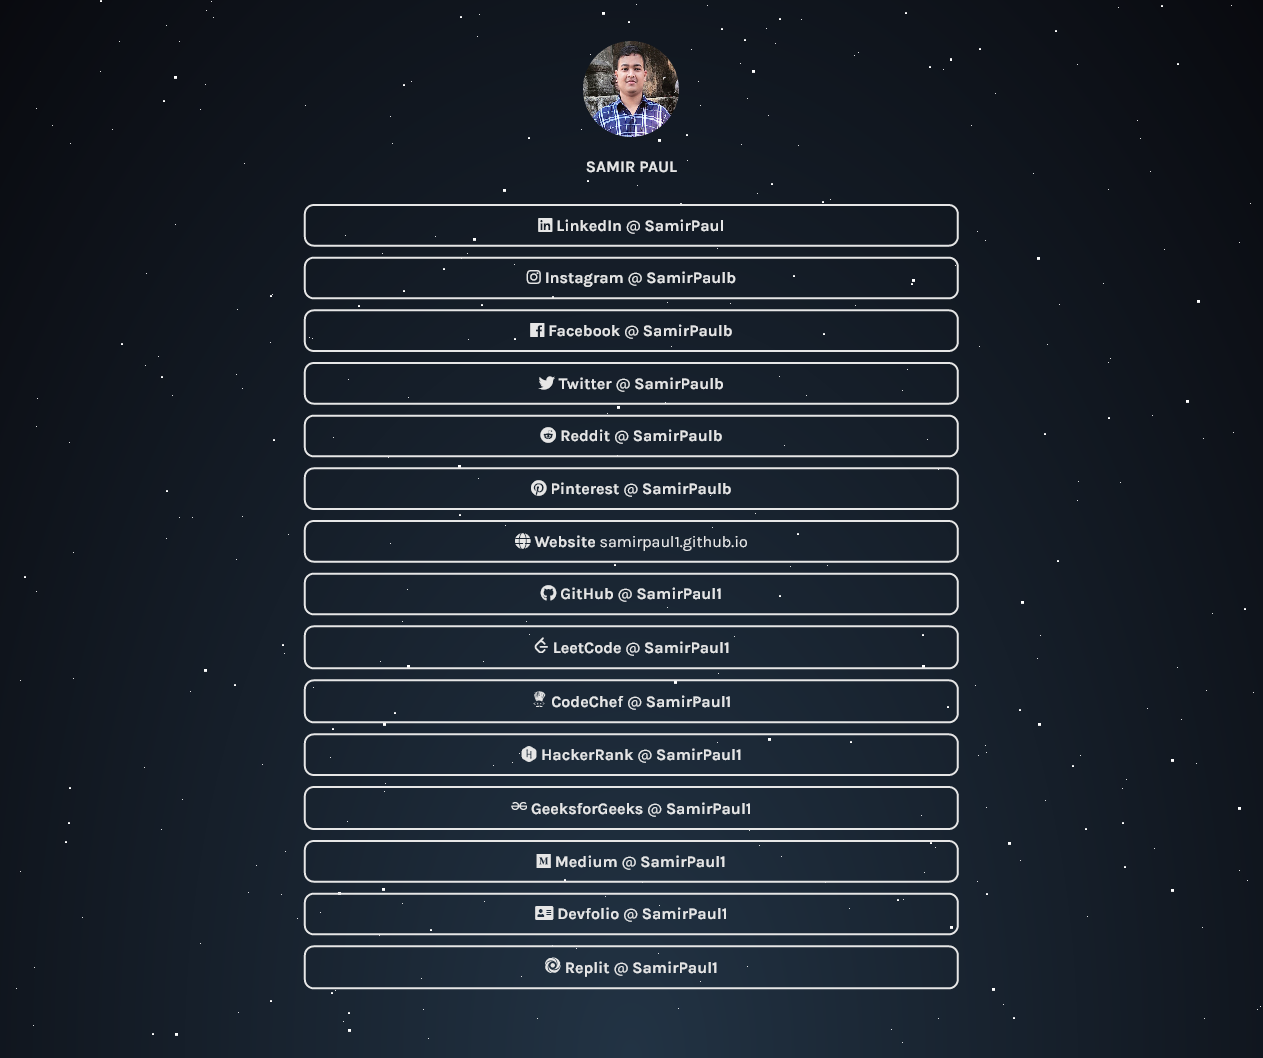 SAMIR PAUL
LinkedIn @ SamirPaul
Instagram @ SamirPaulb
Facebook @ SamirPaulb
Twitter @ SamirPaulb
Reddit @ SamirPaulb
Pinterest @ SamirPaulb
Website samirpaul1.github.io
GitHub @ SamirPaul1
LeetCode @ SamirPaul1
CodeChef @ SamirPaul1
HackerRank @ SamirPaul1
GeeksforGeeks @ SamirPaul1
Medium @ SamirPaul1
Devfolio @ SamirPaul1
Replit @ SamirPaul1